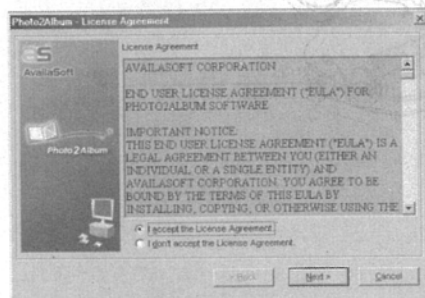 Photo2Album - License Agreement
License Agreement
AvailaSoft
Photo 2 Album
AVAILASOFT CORPORATION
END USER LICENSE AGREEMENT ("EULA") FOR
PHOTO2ALBUM SOFTWARE
IMPORTANT NOTICE:
THIS END USER LICENSE AGREEMENT ("EULA") IS A
LEGAL AGREEMENT BETWEEN YOU (EITHER AN
INDIVIDUAL OR A SINGLE ENTITY) AND
AVAILASOFT CORPORATION. YOU AGREE TO BE
BOUND BY THE TERMS OF THIS EULA BY
INSTALLING, COPYING, OR OTHERWISE USING THE
I accept the License Agreement.
I don't accept the License Agreement.
< Back
Next >
Cancel